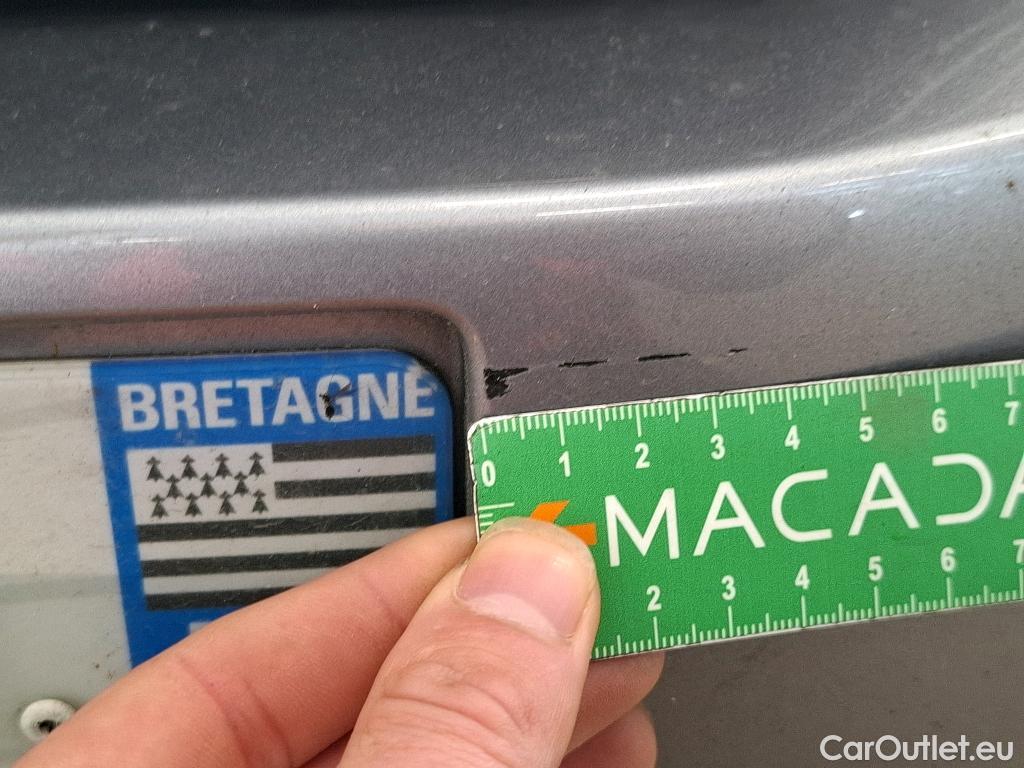 BRETAGNE
0 1 2 3 4 5 6 7
MACADA
2 3 4 5 6 7
CarOutlet.eu